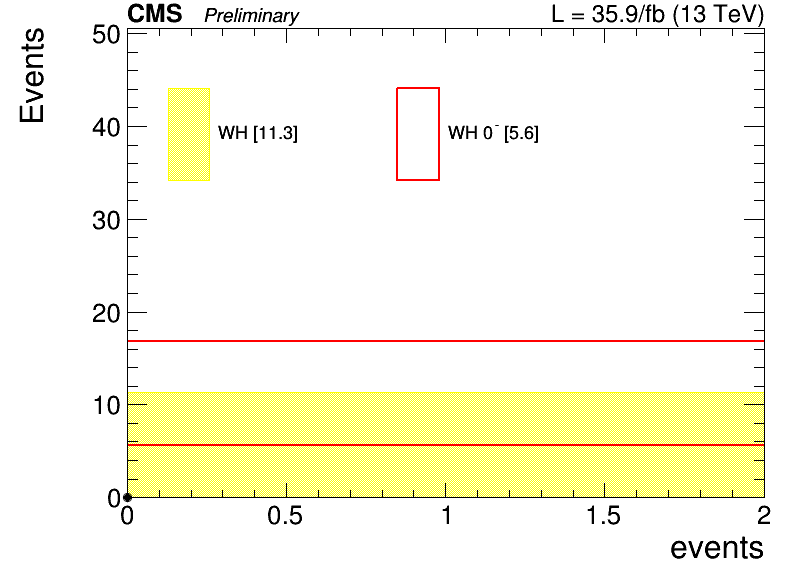 CMS Preliminary L = 35.9/fb (13 TeV)
Events
50
40
30
20
10
0
WH [11.3] WH 0⁻ [5.6]
0 0.5 1 1.5 2
events